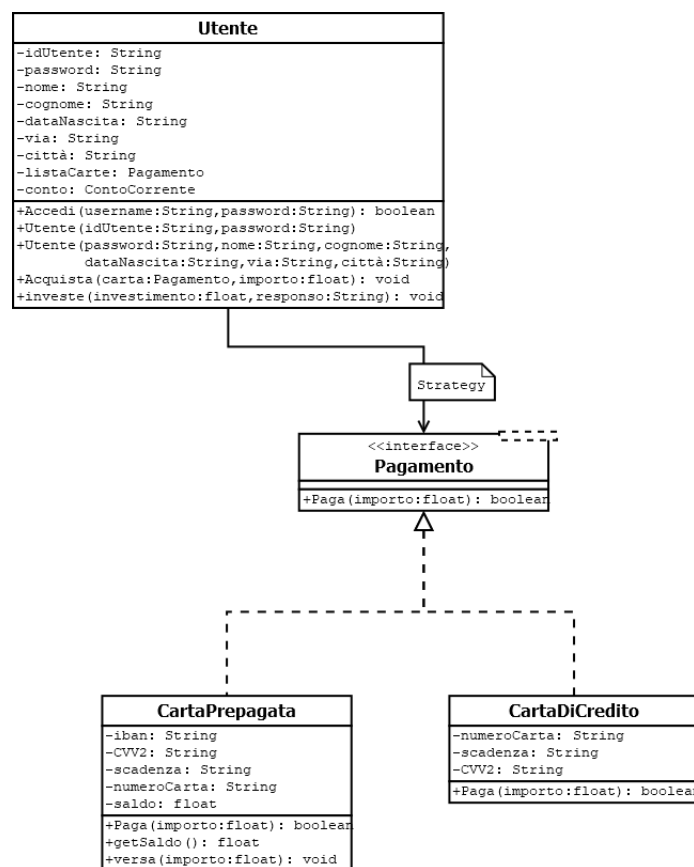 Utente
-idUtente: String
-password: String
-nome: String
-cognome: String
-dataNascita: String
-via: String
-città: String
-listaCarte: Pagamento
-conto: ContoCorrente
+Accedi(username:String,password:String): boolean
+Utente(idUtente:String,password:String)
+Utente(password:String,nome:String,cognome:String,
dataNascita:String,via:String,città:String)
+Acquista(carta:Pagamento,importo:float): void
+investe(investimento:float,responso:String): void
Strategy
<<interface>>
Pagamento
+Paga(importo:float): boolean
CartaPrepagata
-iban: String
-CVV2: String
-scadenza: String
-numeroCarta: String
-saldo: float
+Paga(importo:float): boolean
+getSaldo(): float
+versa(importo:float): void
CartaDiCredito
-numeroCarta: String
-scadenza: String
-CVV2: String
+Paga(importo:float): boolean